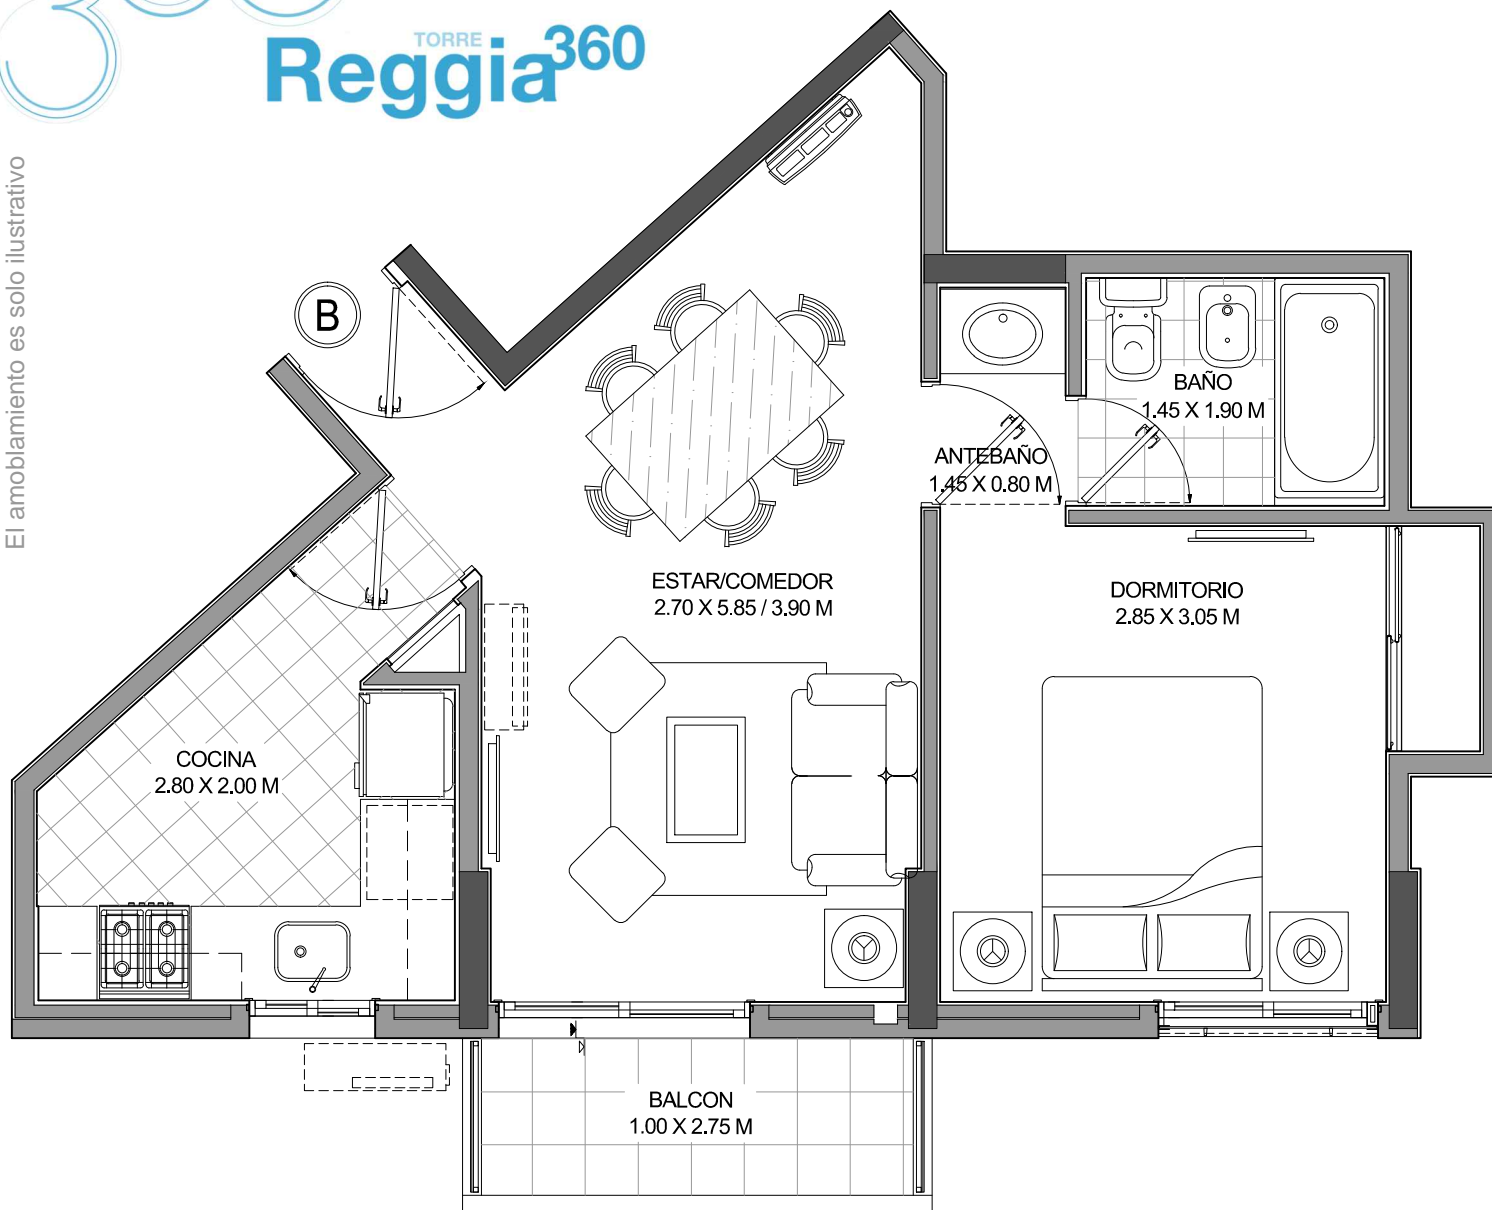 TORRE
Reggia360
El amoblamiento es solo ilustrativo
B
BAÑO
1.45 X 1.90 M
ANTEBAÑO
1.45 X 0.80 M
ESTAR/COMEDOR
2.70 X 5.85 / 3.90 M
DORMITORIO
2.85 X 3.05 M
COCINA
2.80 X 2.00 M
BALCON
1.00 X 2.75 M